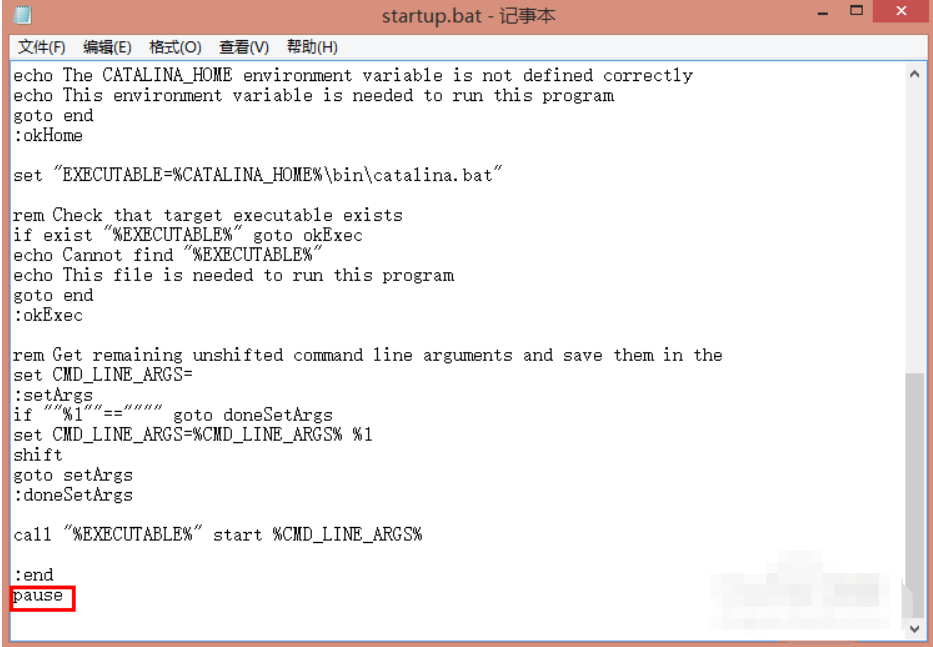 startup.bat - 记事本
文件(F) 编辑(E) 格式(O) 查看(V) 帮助(H)
echo The CATALINA_HOME environment variable is not defined correctly
echo This environment variable is needed to run this program
goto end
:okHome
set "EXECUTABLE=%CATALINA_HOME%\bin\catalina.bat"
rem Check that target executable exists
if exist "%EXECUTABLE%" goto okExec
echo Cannot find "%EXECUTABLE%"
echo This file is needed to run this program
goto end
:okExec
rem Get remaining unshifted command line arguments and save them in the
set CMD_LINE_ARGS=
:setArgs
if ""%1""=="""" goto doneSetArgs
set CMD_LINE_ARGS=%CMD_LINE_ARGS% %1
shift
goto setArgs
:doneSetArgs
call "%EXECUTABLE%" start %CMD_LINE_ARGS%
:end
pause